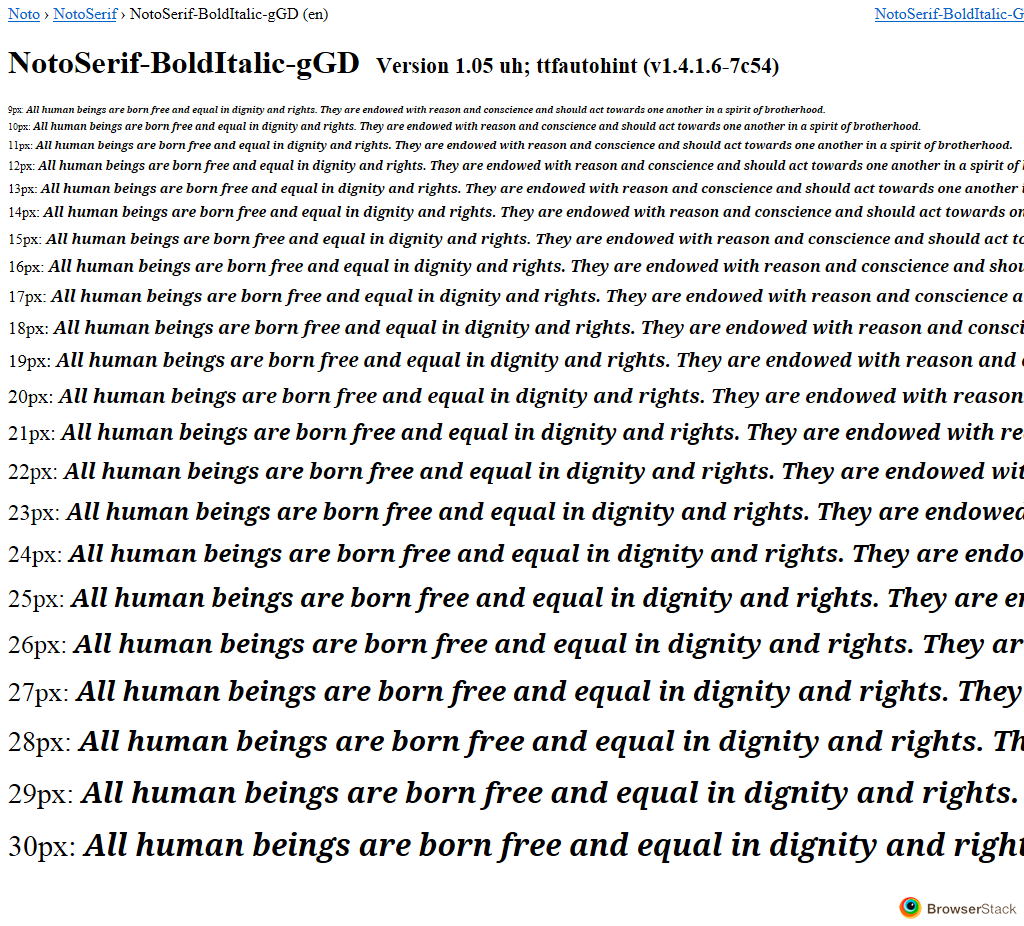 Noto › NotoSerif › NotoSerif-BoldItalic-gGD (en) NotoSerif-BoldItalic-G
NotoSerif-BoldItalic-gGD Version 1.05 uh; ttfautohint (v1.4.1.6-7c54)
9px: All human beings are born free and equal in dignity and rights. They are endowed with reason and conscience and should act towards one another in a spirit of brotherhood.
10px: All human beings are born free and equal in dignity and rights. They are endowed with reason and conscience and should act towards one another in a spirit of brotherhood.
11px: All human beings are born free and equal in dignity and rights. They are endowed with reason and conscience and should act towards one another in a spirit of brotherhood.
12px: All human beings are born free and equal in dignity and rights. They are endowed with reason and conscience and should act towards one another in a spirit of
13px: All human beings are born free and equal in dignity and rights. They are endowed with reason and conscience and should act towards one another
14px: All human beings are born free and equal in dignity and rights. They are endowed with reason and conscience and should act towards on
15px: All human beings are born free and equal in dignity and rights. They are endowed with reason and conscience and should act to
16px: All human beings are born free and equal in dignity and rights. They are endowed with reason and conscience and shou
17px: All human beings are born free and equal in dignity and rights. They are endowed with reason and conscience a
18px: All human beings are born free and equal in dignity and rights. They are endowed with reason and consci
19px: All human beings are born free and equal in dignity and rights. They are endowed with reason and
20px: All human beings are born free and equal in dignity and rights. They are endowed with reason
21px: All human beings are born free and equal in dignity and rights. They are endowed with re
22px: All human beings are born free and equal in dignity and rights. They are endowed wit
23px: All human beings are born free and equal in dignity and rights. They are endowed
24px: All human beings are born free and equal in dignity and rights. They are endo
25px: All human beings are born free and equal in dignity and rights. They are en
26px: All human beings are born free and equal in dignity and rights. They ar
27px: All human beings are born free and equal in dignity and rights. They
28px: All human beings are born free and equal in dignity and rights. Th
29px: All human beings are born free and equal in dignity and rights.
30px: All human beings are born free and equal in dignity and right
BrowserStack